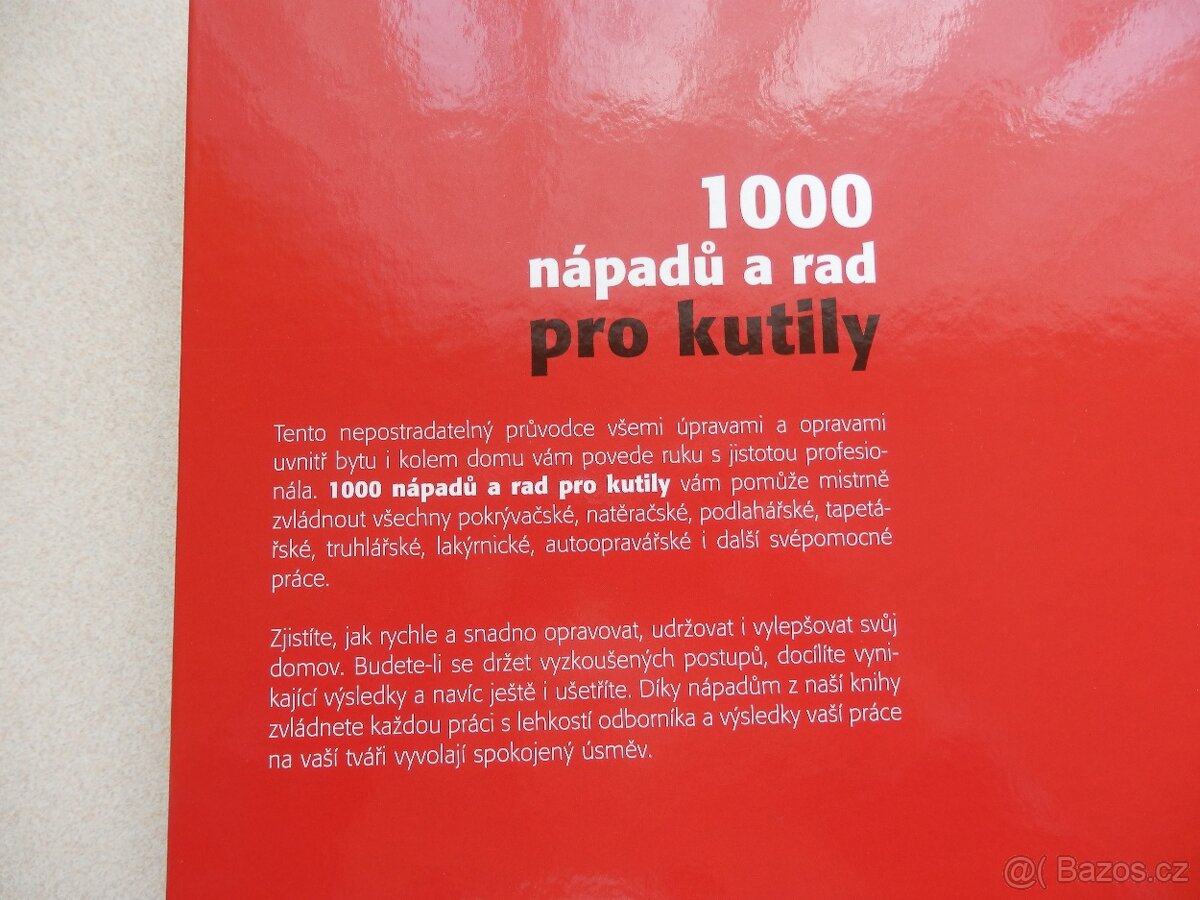 1000
nápadů a rad
pro kutily
Tento nepostradatelný průvodce všemi úpravami a opravami
uvnitř bytu i kolem domu vám povede ruku s jistotou profesio-
nála. 1000 nápadů a rad pro kutily vám pomůže mistrně
zvládnout všechny pokrývačské, natěračské, podlahářské, tapetá-
řské, truhlářské, lakýrnické, autoopravářské i další svépomocné
práce.
Zjistíte, jak rychle a snadno opravovat, udržovat i vylepšovat svůj
domov. Budete-li se držet vyzkoušených postupů, docílíte vyni-
kající výsledky a navíc ještě i ušetříte. Díky nápadům z naší knihy
zvládnete každou práci s lehkostí odborníka a výsledky vaší práce
na vaší tváři vyvolají spokojený úsměv.
@( Bazos.cz